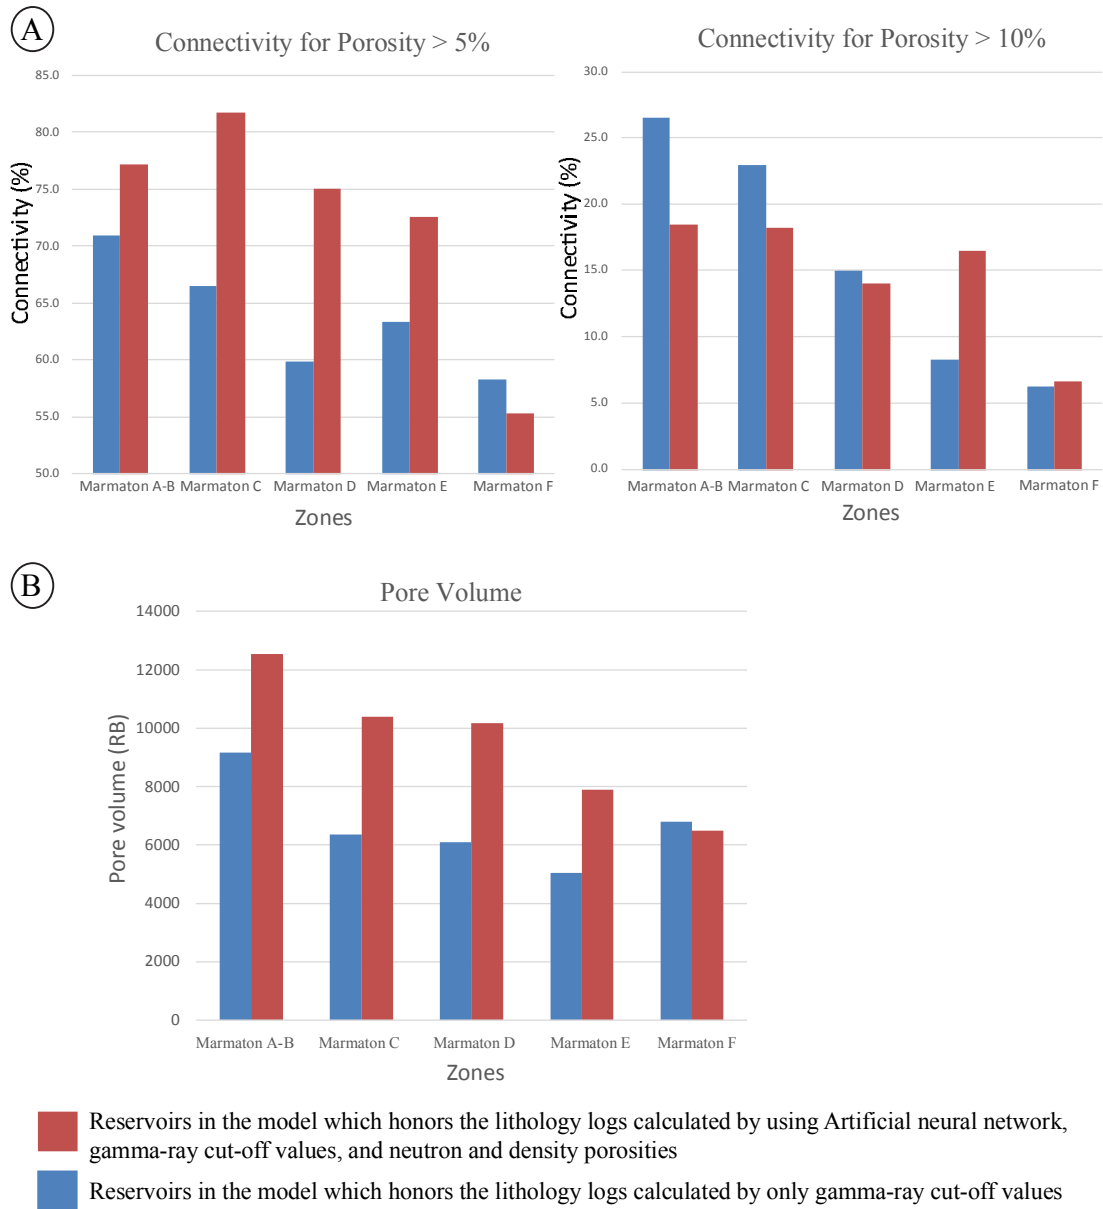 A
Connectivity for Porosity > 5%
85.0
80.0
75.0
70.0
65.0
60.0
55.0
50.0
Connectivity (%)
Marmaton A-B Marmaton C Marmaton D Marmaton E Marmaton F
Zones
Connectivity for Porosity > 10%
30.0
25.0
20.0
15.0
10.0
5.0
0.0
Connectivity (%)
Marmaton A-B Marmaton C Marmaton D Marmaton E Marmaton F
Zones
B
Pore Volume
14000
12000
10000
8000
6000
4000
2000
0
Pore volume (RB)
Marmaton A-B Marmaton C Marmaton D Marmaton E Marmaton F
Zones
Reservoirs in the model which honors the lithology logs calculated by using Artificial neural network,
gamma-ray cut-off values, and neutron and density porosities
Reservoirs in the model which honors the lithology logs calculated by only gamma-ray cut-off values